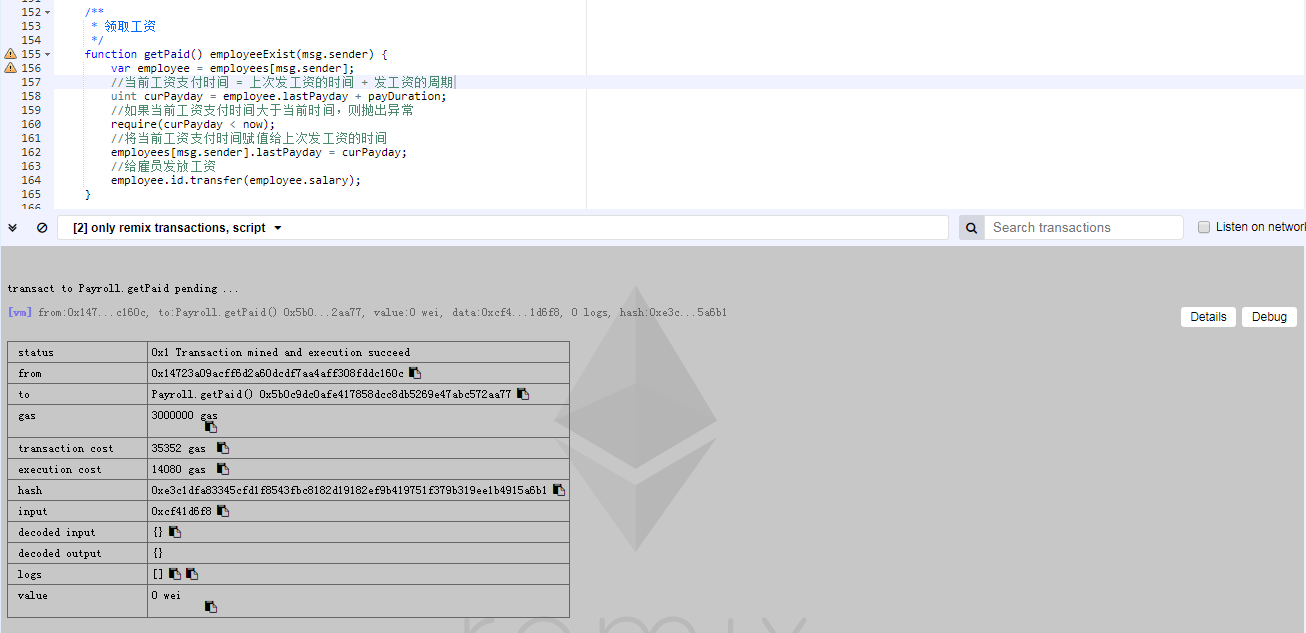 152 /**
153 * 领取工资
154 */
155 function getPaid() employeeExist(msg.sender) {
156 var employee = employees[msg.sender];
157 //当前工资支付时间 = 上次发工资的时间 + 发工资的周期
158 uint curPayday = employee.lastPayday + payDuration;
159 //如果当前工资支付时间大于当前时间，则抛出异常
160 require(curPayday < now);
161 //将当前工资支付时间赋值给上次发工资的时间
162 employees[msg.sender].lastPayday = curPayday;
163 //给雇员发放工资
164 employee.id.transfer(employee.salary);
165 }
[2] only remix transactions, script
Search transactions
Listen on networ
transact to Payroll.getPaid pending ...
[vm] from:0x147...c160c, to:Payroll.getPaid() 0x5b0...2aa77, value:0 wei, data:0xcf4...1d6f8, 0 logs, hash:0xe3c...5a6b1
Details Debug
status 0x1 Transaction mined and execution succeed
from 0x14723a09acff6d2a60dcdf7aa4aff308fddc160c
to Payroll.getPaid() 0x5b0c9dc0afe417858dcc8db5269e47abc572aa77
gas 3000000 gas
transaction cost 35352 gas
execution cost 14080 gas
hash 0xe3c1dfa83345cfd1f8543fbc8182d19182ef9b419751f379b319ee1b4915a6b1
input 0xcf41d6f8
decoded input {}
decoded output {}
logs []
value 0 wei
remix